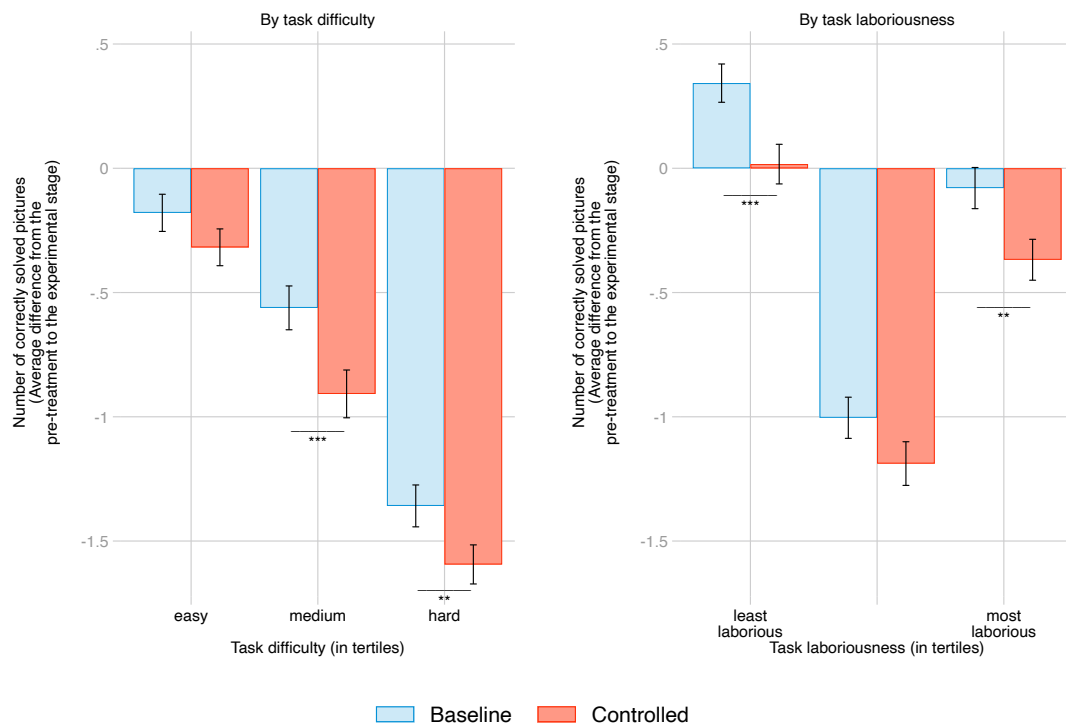 By task difficulty
.5
0
-.5
-1
-1.5
Number of correctly solved pictures
(Average difference from the
pre-treatment to the experimental stage)
***
**
easy
medium
hard
Task difficulty (in tertiles)
By task laboriousness
.5
0
-.5
-1
-1.5
Number of correctly solved pictures
(Average difference from the
pre-treatment to the experimental stage)
***
**
least
laborious
most
laborious
Task laboriousness (in tertiles)
Baseline
Controlled